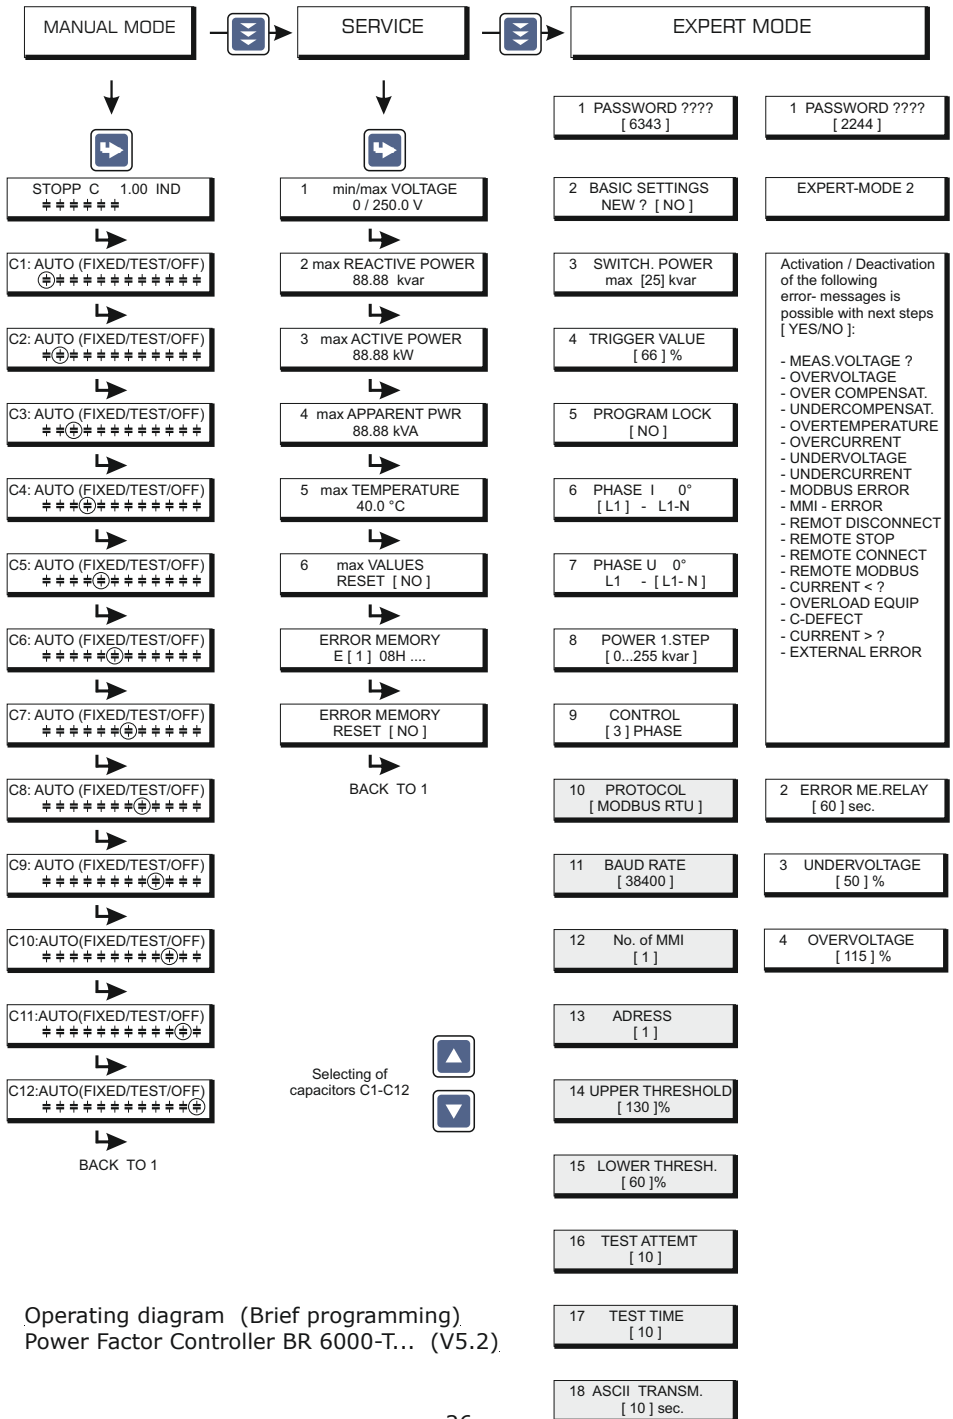 MANUAL MODE
SERVICE
EXPERT MODE
STOPP C 1.00 IND
C1: AUTO (FIXED/TEST/OFF)
C2: AUTO (FIXED/TEST/OFF)
C3: AUTO (FIXED/TEST/OFF)
C4: AUTO (FIXED/TEST/OFF)
C5: AUTO (FIXED/TEST/OFF)
C6: AUTO (FIXED/TEST/OFF)
C7: AUTO (FIXED/TEST/OFF)
C8: AUTO (FIXED/TEST/OFF)
C9: AUTO (FIXED/TEST/OFF)
C10:AUTO(FIXED/TEST/OFF)
C11:AUTO(FIXED/TEST/OFF)
C12:AUTO(FIXED/TEST/OFF)
BACK TO 1
1 min/max VOLTAGE
0 / 250.0 V
2 max REACTIVE POWER
88.88 kvar
3 max ACTIVE POWER
88.88 kW
4 max APPARENT PWR
88.88 kVA
5 max TEMPERATURE
40.0 °C
6 max VALUES
RESET [ NO ]
ERROR MEMORY
E [ 1 ] 08H ....
ERROR MEMORY
RESET [ NO ]
BACK TO 1
Selecting of
capacitors C1-C12
1 PASSWORD ????
[ 6343 ]
2 BASIC SETTINGS
NEW ? [ NO ]
3 SWITCH. POWER
max [25] kvar
4 TRIGGER VALUE
[ 66 ] %
5 PROGRAM LOCK
[ NO ]
6 PHASE I 0°
[ L1 ] - L1-N
7 PHASE U 0°
L1 - [ L1- N ]
8 POWER 1.STEP
[ 0...255 kvar ]
9 CONTROL
[ 3 ] PHASE
10 PROTOCOL
[ MODBUS RTU ]
11 BAUD RATE
[ 38400 ]
12 No. of MMI
[ 1 ]
13 ADRESS
[ 1 ]
14 UPPER THRESHOLD
[ 130 ]%
15 LOWER THRESH.
[ 60 ]%
16 TEST ATTEMT
[ 10 ]
17 TEST TIME
[ 10 ]
18 ASCII TRANSM.
[ 10 ] sec.
1 PASSWORD ????
[ 2244 ]
EXPERT-MODE 2
Activation / Deactivation
of the following
error- messages is
possible with next steps
[ YES/NO ]:
- MEAS.VOLTAGE ?
- OVERVOLTAGE
- OVER COMPENSAT.
- UNDERCOMPENSAT.
- OVERTEMPERATURE
- OVERCURRENT
- UNDERVOLTAGE
- UNDERCURRENT
- MODBUS ERROR
- MMI - ERROR
- REMOT DISCONNECT
- REMOTE STOP
- REMOTE CONNECT
- REMOTE MODBUS
- CURRENT < ?
- OVERLOAD EQUIP
- C-DEFECT
- CURRENT > ?
- EXTERNAL ERROR
2 ERROR ME.RELAY
[ 60 ] sec.
3 UNDERVOLTAGE
[ 50 ] %
4 OVERVOLTAGE
[ 115 ] %
Operating diagram (Brief programming)
Power Factor Controller BR 6000-T... (V5.2)